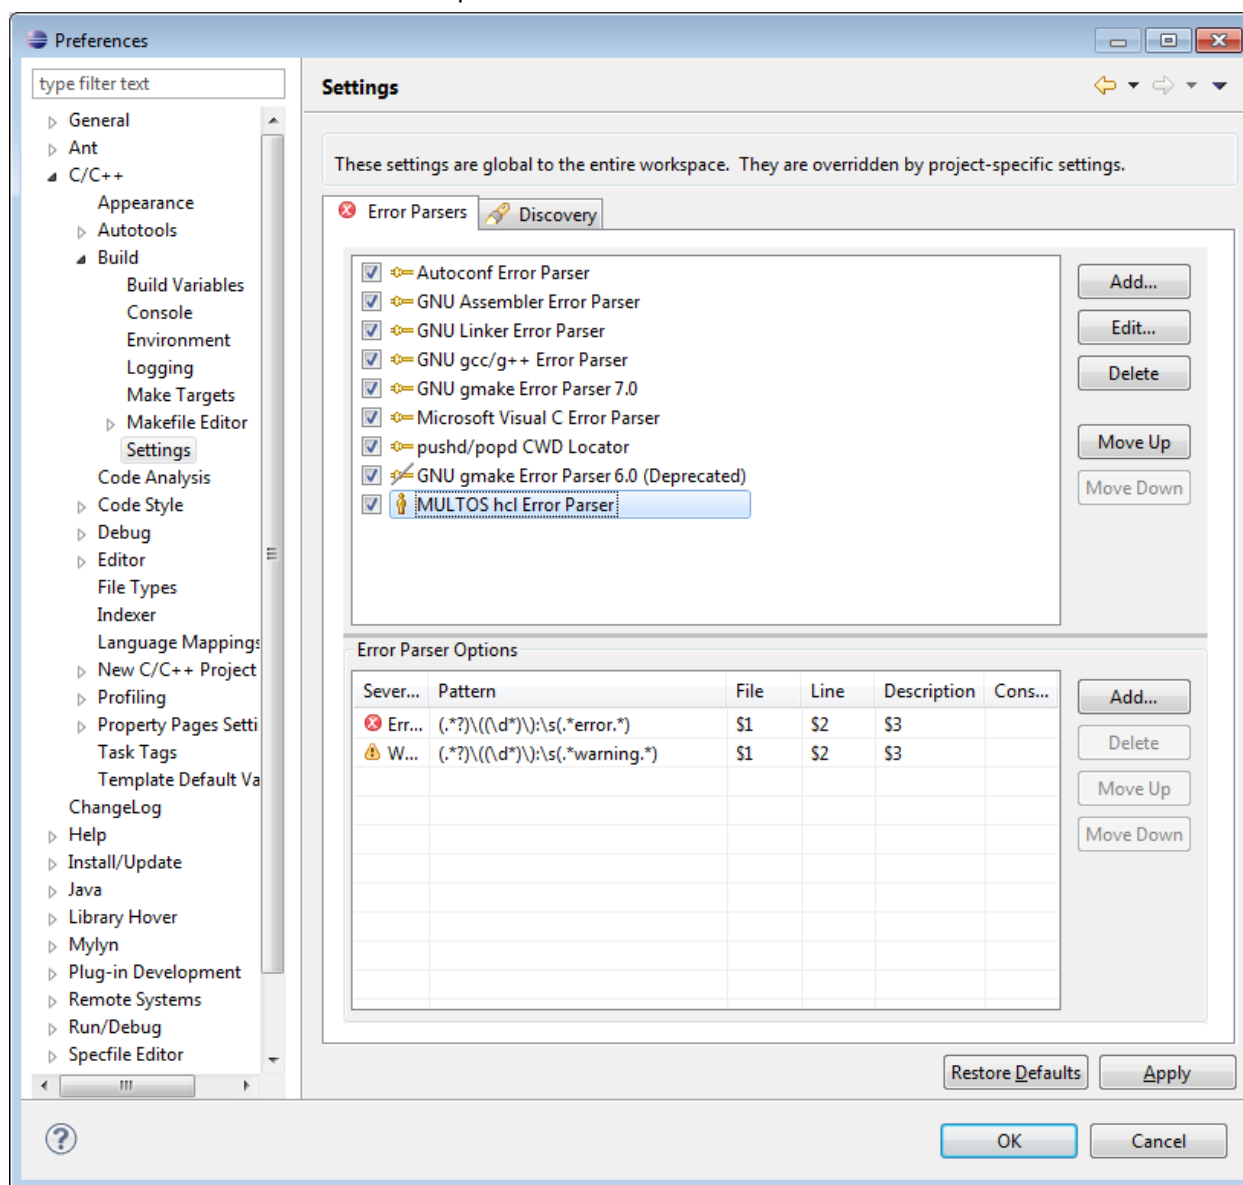 Preferences
type filter text
General
Ant
C/C++
Appearance
Autotools
Build
Build Variables
Console
Environment
Logging
Make Targets
Makefile Editor
Settings
Code Analysis
Code Style
Debug
Editor
File Types
Indexer
Language Mappings
New C/C++ Project
Profiling
Property Pages Setti
Task Tags
Template Default Va
ChangeLog
Help
Install/Update
Java
Library Hover
Mylyn
Plug-in Development
Remote Systems
Run/Debug
Specfile Editor
Settings
These settings are global to the entire workspace. They are overridden by project-specific settings.
Error Parsers Discovery
Autoconf Error Parser
GNU Assembler Error Parser
GNU Linker Error Parser
GNU gcc/g++ Error Parser
GNU gmake Error Parser 7.0
Microsoft Visual C Error Parser
pushd/popd CWD Locator
GNU gmake Error Parser 6.0 (Deprecated)
MULTOS hcl Error Parser
Add...
Edit...
Delete
Move Up
Move Down
Error Parser Options
Sever... Pattern File Line Description Cons...
Err... (.*?)\((\d*)\):\s(.*error.*) $1 $2 $3
W... (.*?)\((\d*)\):\s(.*warning.*) $1 $2 $3
Add...
Delete
Move Up
Move Down
Restore Defaults Apply
OK Cancel